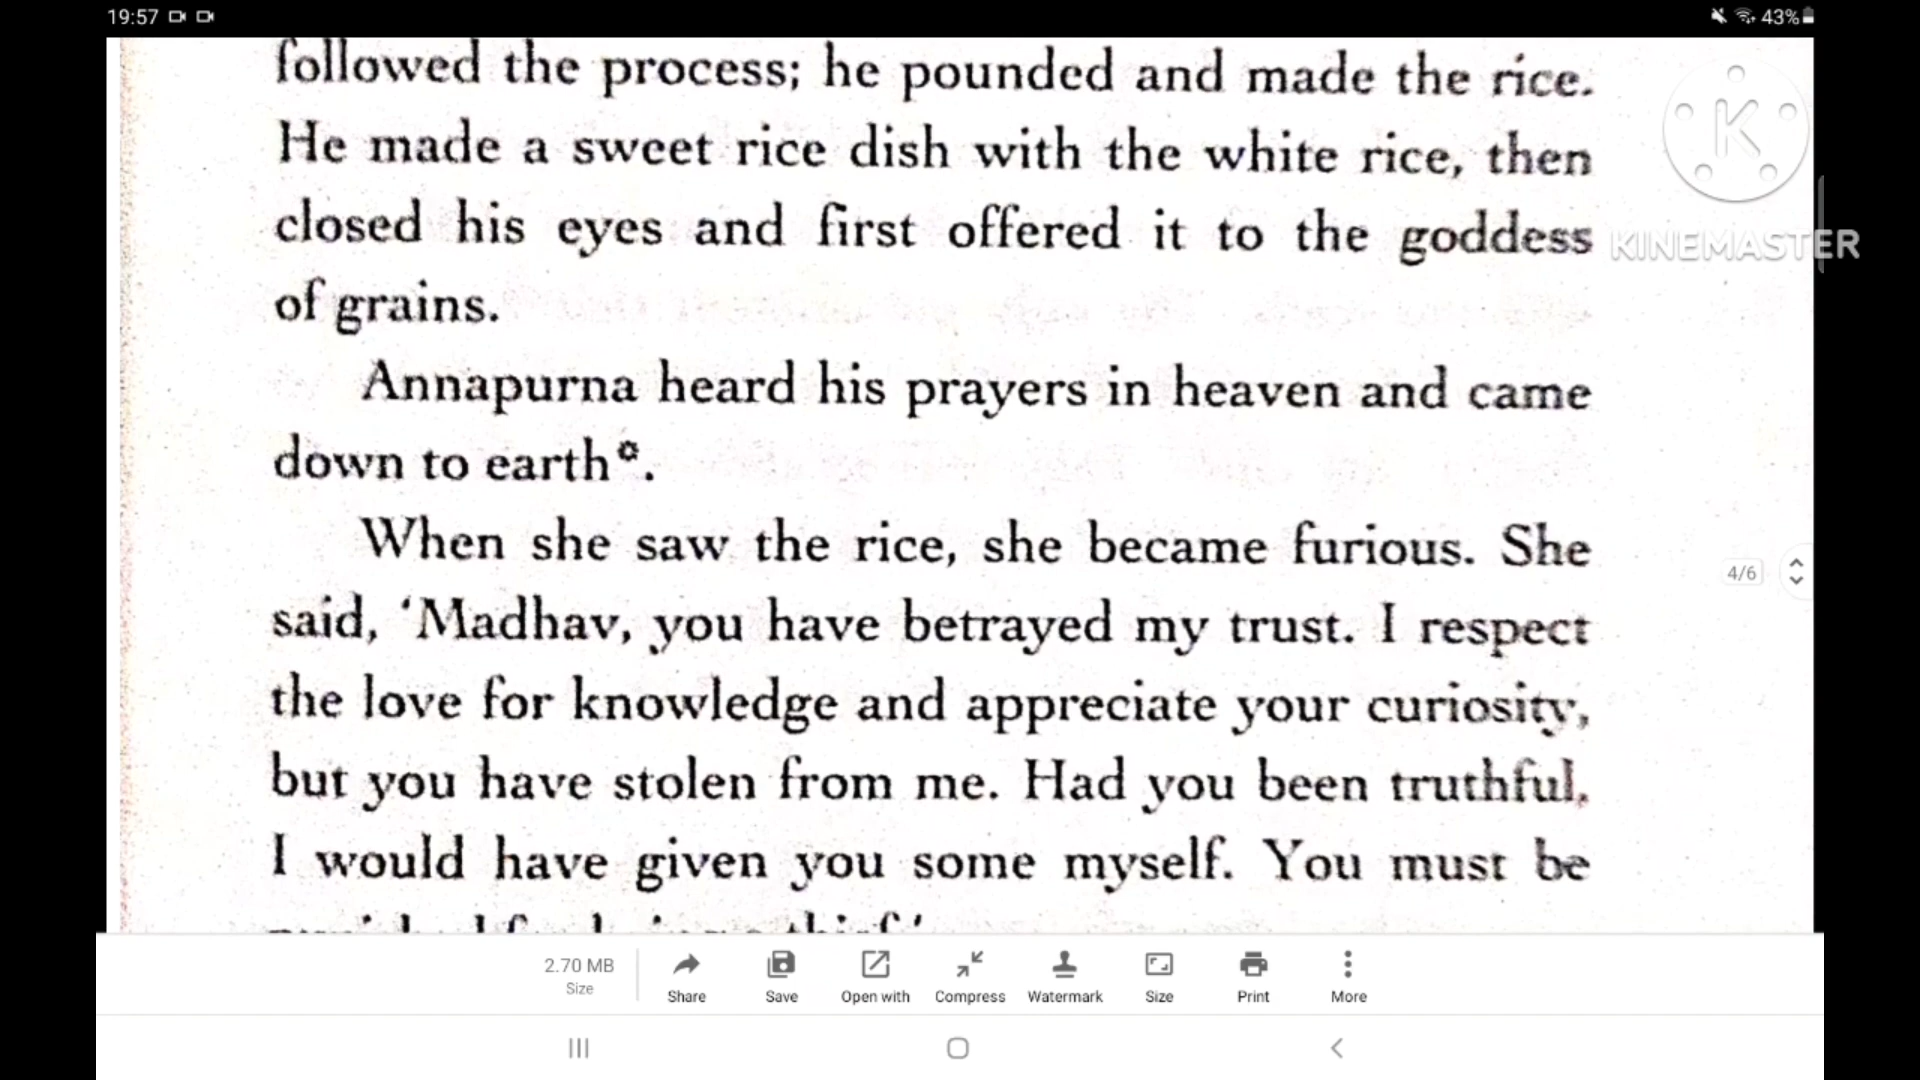 19:57
43%
followed the process; he pounded and made the rice.
He made a sweet rice dish with the white rice, then
closed his eyes and first offered it to the goddess
of grains.
Annapurna heard his prayers in heaven and came
down to earth*.
When she saw the rice, she became furious. She
said, ‘Madhav, you have betrayed my trust. I respect
the love for knowledge and appreciate your curiosity,
but you have stolen from me. Had you been truthful,
I would have given you some myself. You must be
K
KINEMASTER
4/6
2.70 MB
Size
Share
Save
Open with
Compress
Watermark
Size
Print
More